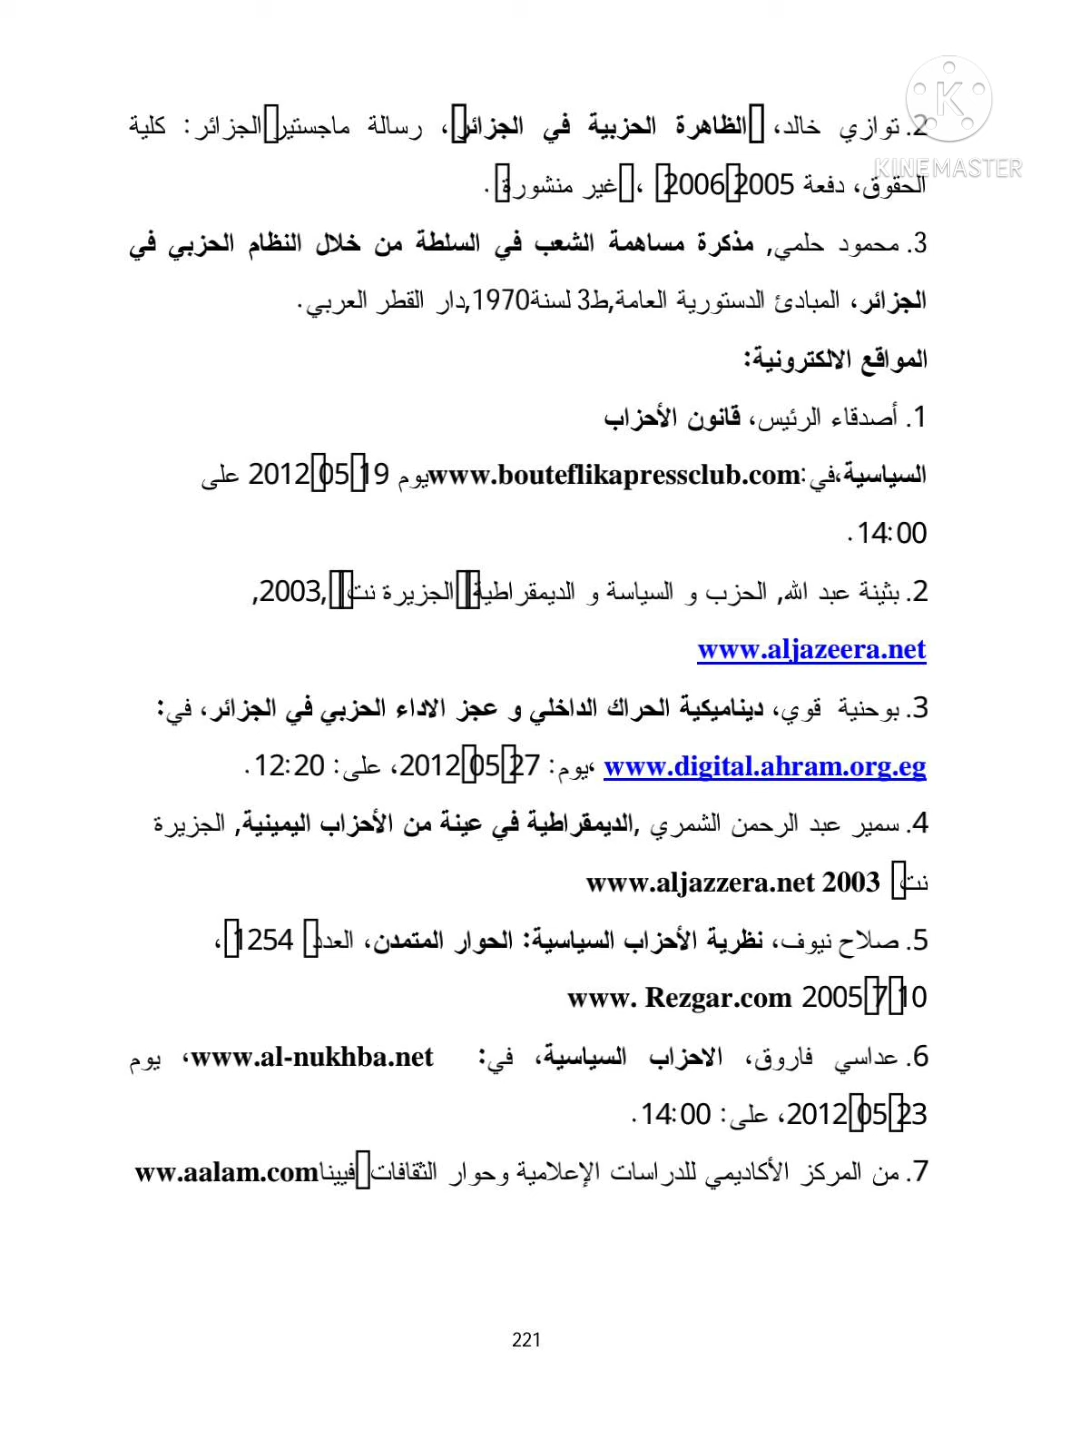 KINEMASTER
2. توازي خالد، الظاهرة الحزبية في الجزائر، رسالة ماجستير الجزائر: كلية
الحقوق، دفعة 2005 2006 ، غير منشورة .
3. محمود حلمي, مذكرة مساهمة الشعب في السلطة من خلال النظام الحزبي في
الجزائر، المبادئ الدستورية العامة,ط3 لسنة1970,دار القطر العربي.
المواقع الالكترونية:
1. أصدقاء الرئيس، قانون الأحزاب
السياسية،في:www.bouteflikapressclub.comيوم 19 05 2012 على
14:00.
2. بثينة عبد الله, الحزب و السياسة و الديمقراطية الجزيرة نت ,2003,
www.aljazeera.net
3. بوحنية قوي، ديناميكية الحراك الداخلي و عجز الاداء الحزبي في الجزائر، في:
www.digital.ahram.org.eg ،يوم: 27 05 2012، على: 12:20.
4. سمير عبد الرحمن الشمري ,الديمقراطية في عينة من الأحزاب اليمينية, الجزيرة
نت www.aljazzera.net 2003
5. صلاح نيوف، نظرية الأحزاب السياسية: الحوار المتمدن، العدد 1254 ،
10 7 2005 www. Rezgar.com
6. عداسي فاروق، الاحزاب السياسية، في: www.al-nukhba.net، يوم
23 05 2012، على: 14:00.
7. من المركز الأكاديمي للدراسات الإعلامية وحوار الثقافات فييناww.aalam.com
221